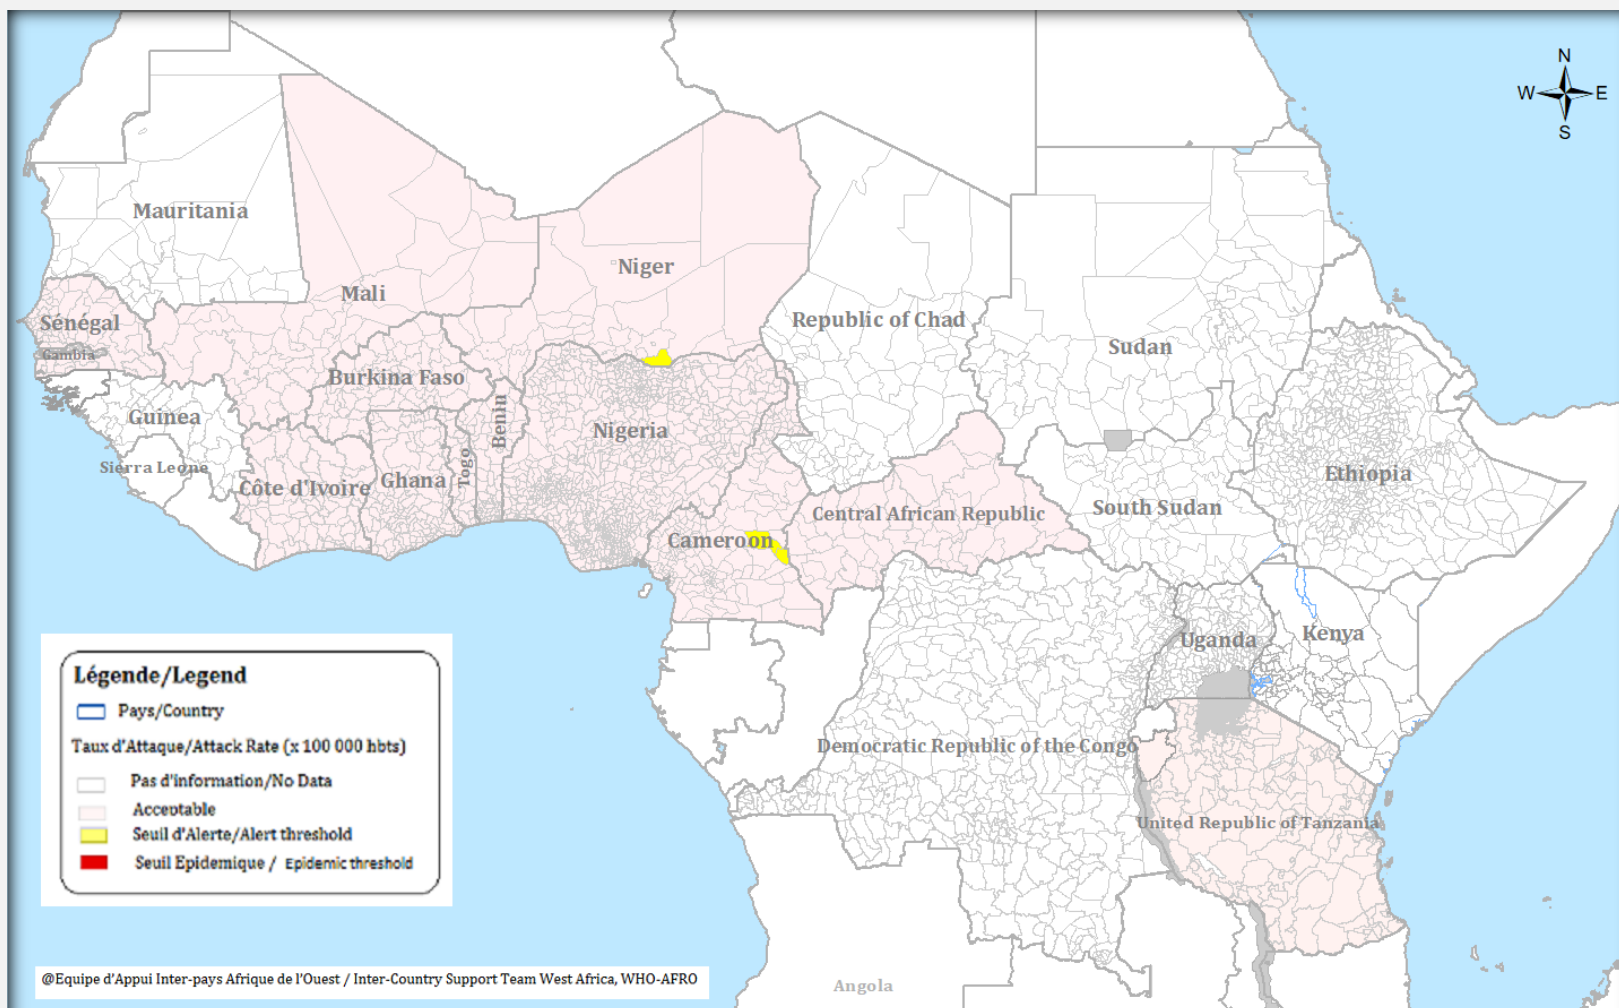 N
W E
S
Mauritania
Niger
Mali
Sénégal
Republic of Chad
Gambia
Sudan
Burkina Faso
Guinea
Benin
Nigeria
Sierra Leone
Togo
Côte d'Ivoire
Ghana
Ethiopia
Central African Republic
South Sudan
Cameroon
Uganda
Kenya
Democratic Republic of the Congo
United Republic of Tanzania
Angola
Légende/Legend
Pays/Country
Taux d'Attaque/Attack Rate (x 100 000 hbts)
Pas d'information/No Data
Acceptable
Seuil d'Alerte/Alert threshold
Seuil Epidemique / Epidemic threshold
@Equipe d'Appui Inter-pays Afrique de l'Ouest / Inter-Country Support Team West Africa, WHO-AFRO